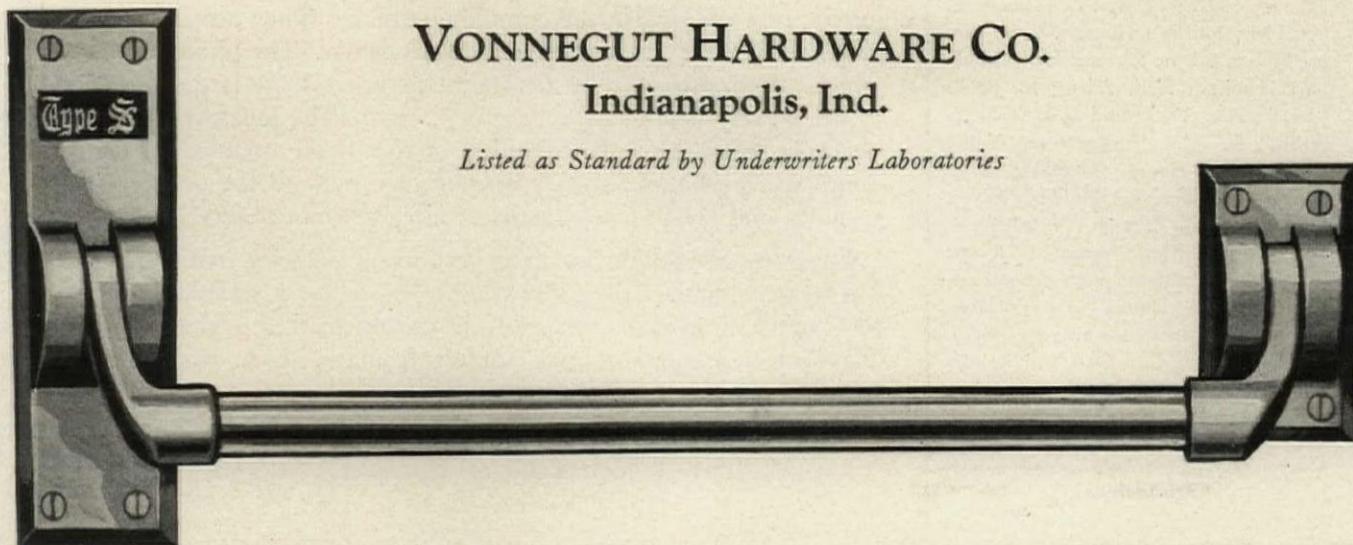 VONNEGUT HARDWARE CO.
Indianapolis, Ind.
Listed as Standard by Underwriters Laboratories
Type S